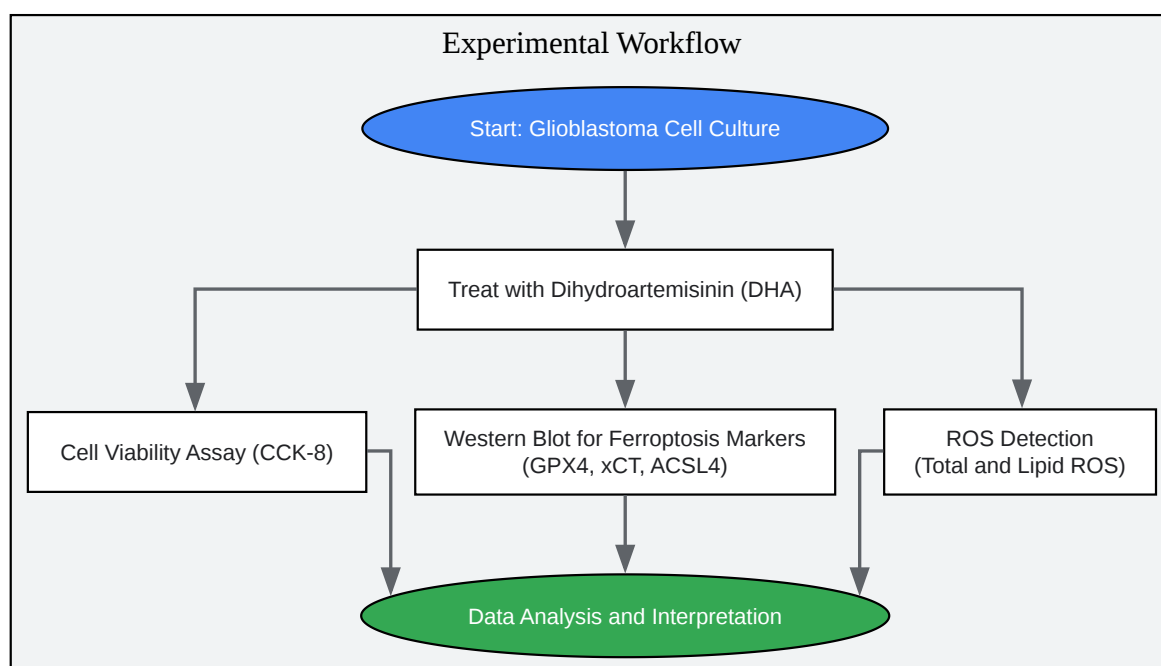 Experimental Workflow
Start: Glioblastoma Cell Culture
Treat with Dihydroartemisinin (DHA)
Cell Viability Assay (CCK-8)
Western Blot for Ferroptosis Markers
(GPX4, xCT, ACSL4)
ROS Detection
(Total and Lipid ROS)
Data Analysis and Interpretation